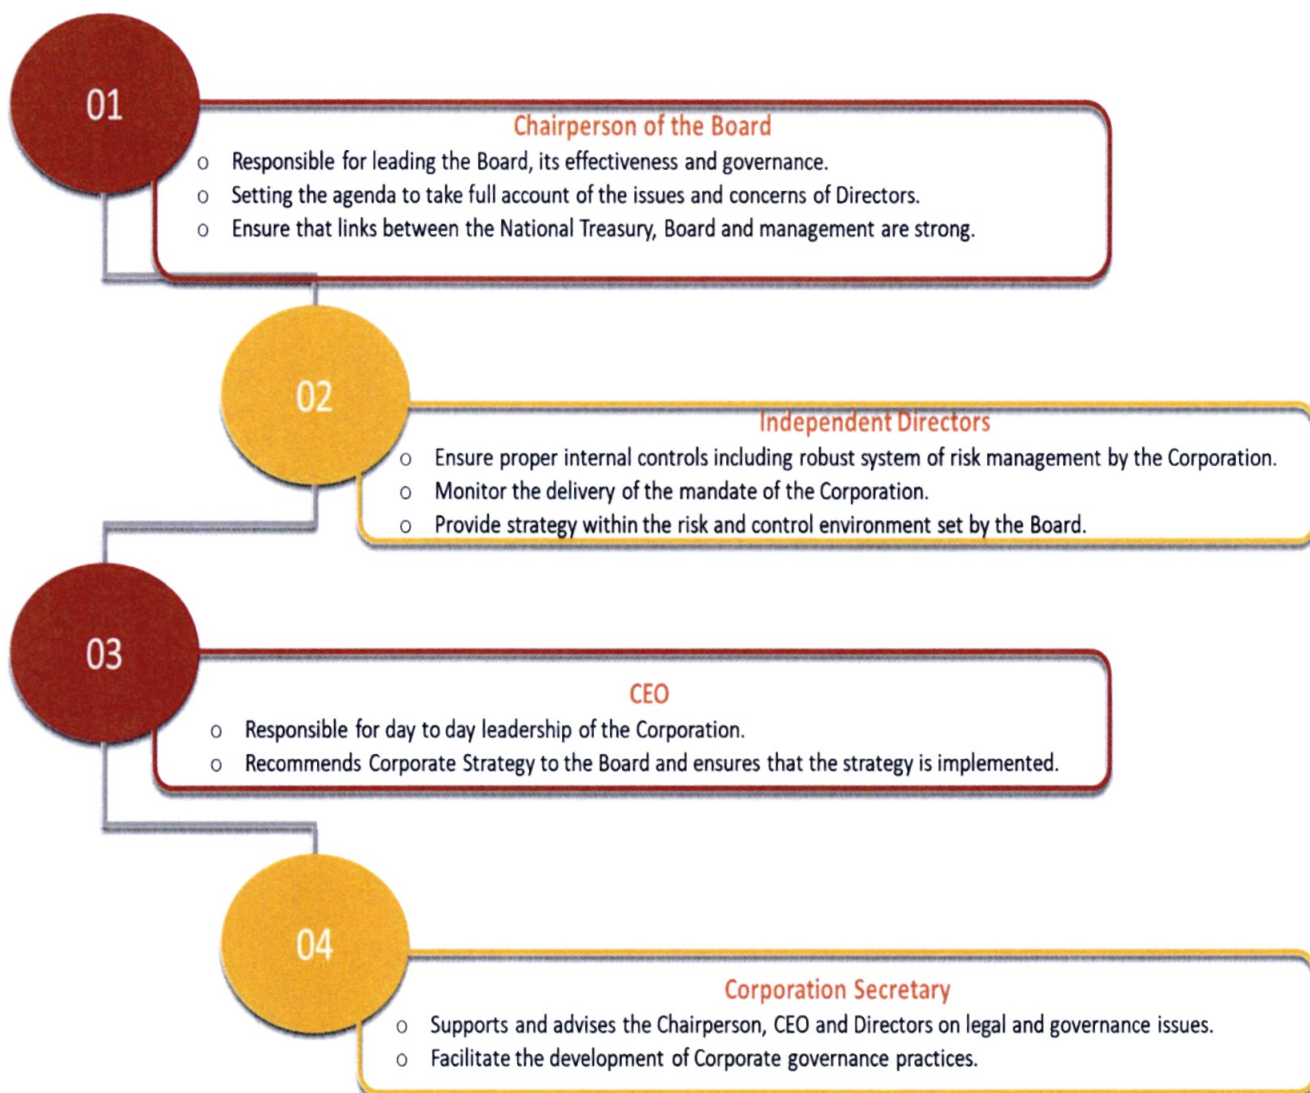 01
Chairperson of the Board
o Responsible for leading the Board, its effectiveness and governance.
o Setting the agenda to take full account of the issues and concerns of Directors.
o Ensure that links between the National Treasury, Board and management are strong.
02
Independent Directors
o Ensure proper internal controls including robust system of risk management by the Corporation.
o Monitor the delivery of the mandate of the Corporation.
o Provide strategy within the risk and control environment set by the Board.
03
CEO
o Responsible for day to day leadership of the Corporation.
o Recommends Corporate Strategy to the Board and ensures that the strategy is implemented.
04
Corporation Secretary
o Supports and advises the Chairperson, CEO and Directors on legal and governance issues.
o Facilitate the development of Corporate governance practices.